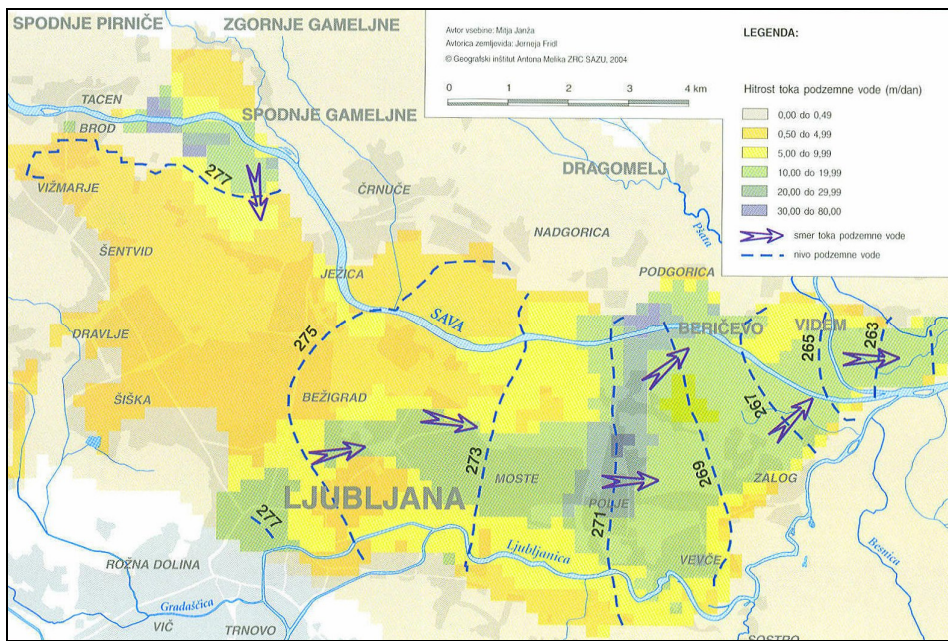 SPODNJE PIRNIČE
ZGORNJE GAMELJNE
Avtor vsebine: Mitja Janža
Avtorica zemljevida: Jerneja Fridl
© Geografski inštitut Antona Melika ZRC SAZU, 2004
0 1 2 3 4 km
LEGENDA:
Hitrost toka podzemne vode (m/dan)
0,00 do 0,49
0,50 do 4,99
5,00 do 9,99
10,00 do 19,99
20,00 do 29,99
30,00 do 80,00
smer toka podzemne vode
nivo podzemne vode
TACEN
BROD
SPODNJE GAMELJNE
277
VIŽMARJE
ČRNUČE
DRAGOMELJ
Pšata
NADGORICA
ŠENTVID
JEŽICA
PODGORICA
SAVA
BERIČEVO
VIDEM
275
265
263
DRAVLJE
ŠIŠKA
BEŽIGRAD
267
273
269
MOSTE
ZALOG
LJUBLJANA
POLJE
271
277
Ljubljanica
VEVČE
Besnica
ROŽNA DOLINA
Gradaščica
VIČ
TRNOVO
SOSTRO